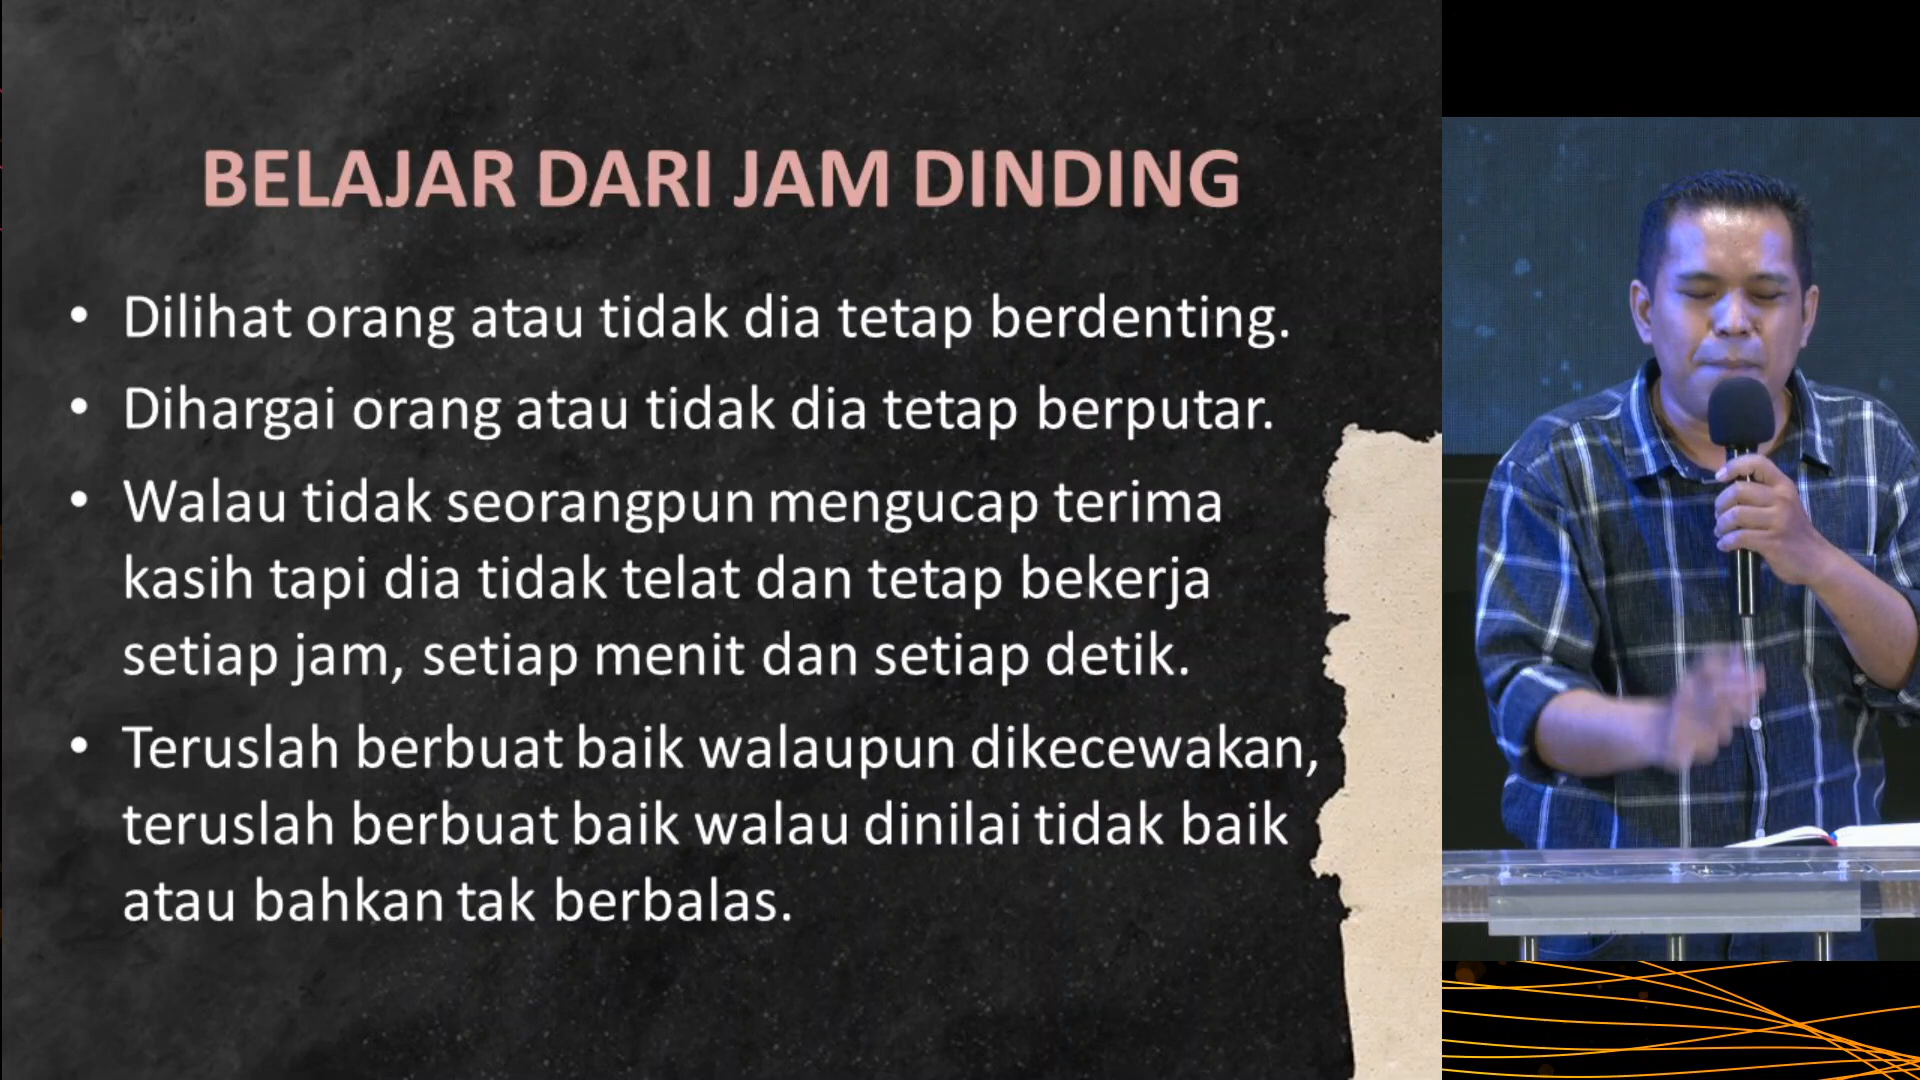 BELAJAR DARI JAM DINDING
• Dilihat orang atau tidak dia tetap berdenting.
• Dihargai orang atau tidak dia tetap berputar.
• Walau tidak seorangpun mengucap terima
kasih tapi dia tidak telat dan tetap bekerja
setiap jam, setiap menit dan setiap detik.
• Teruslah berbuat baik walaupun dikecewakan,
teruslah berbuat baik walau dinilai tidak baik
atau bahkan tak berbalas.